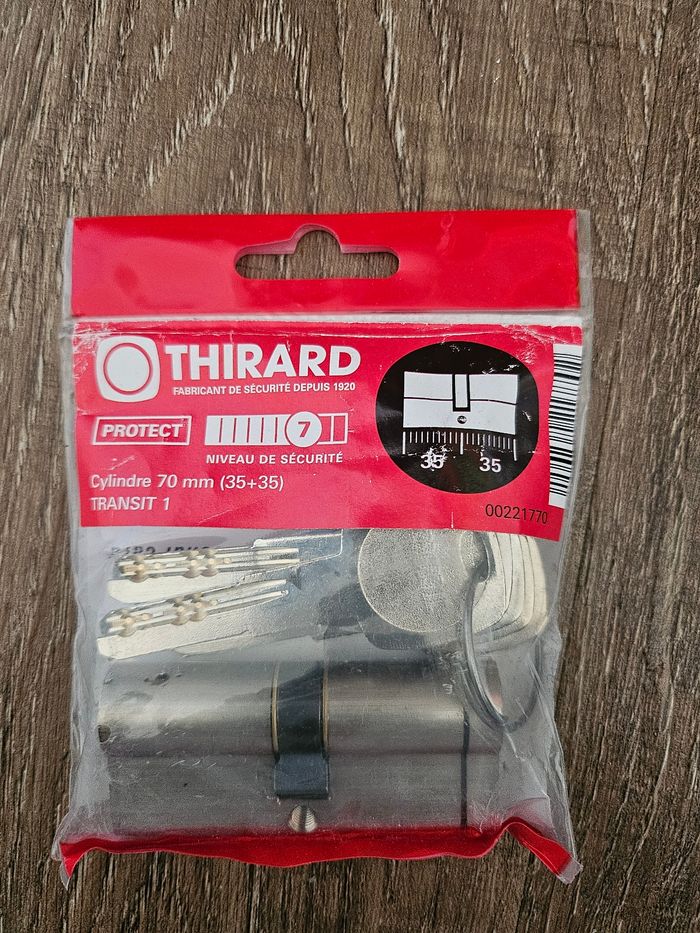 THIRARD
FABRICANT DE SÉCURITÉ DEPUIS 1920
PROTECT
7
NIVEAU DE SÉCURITÉ
35 35
Cylindre 70 mm (35+35)
TRANSIT 1
00221770